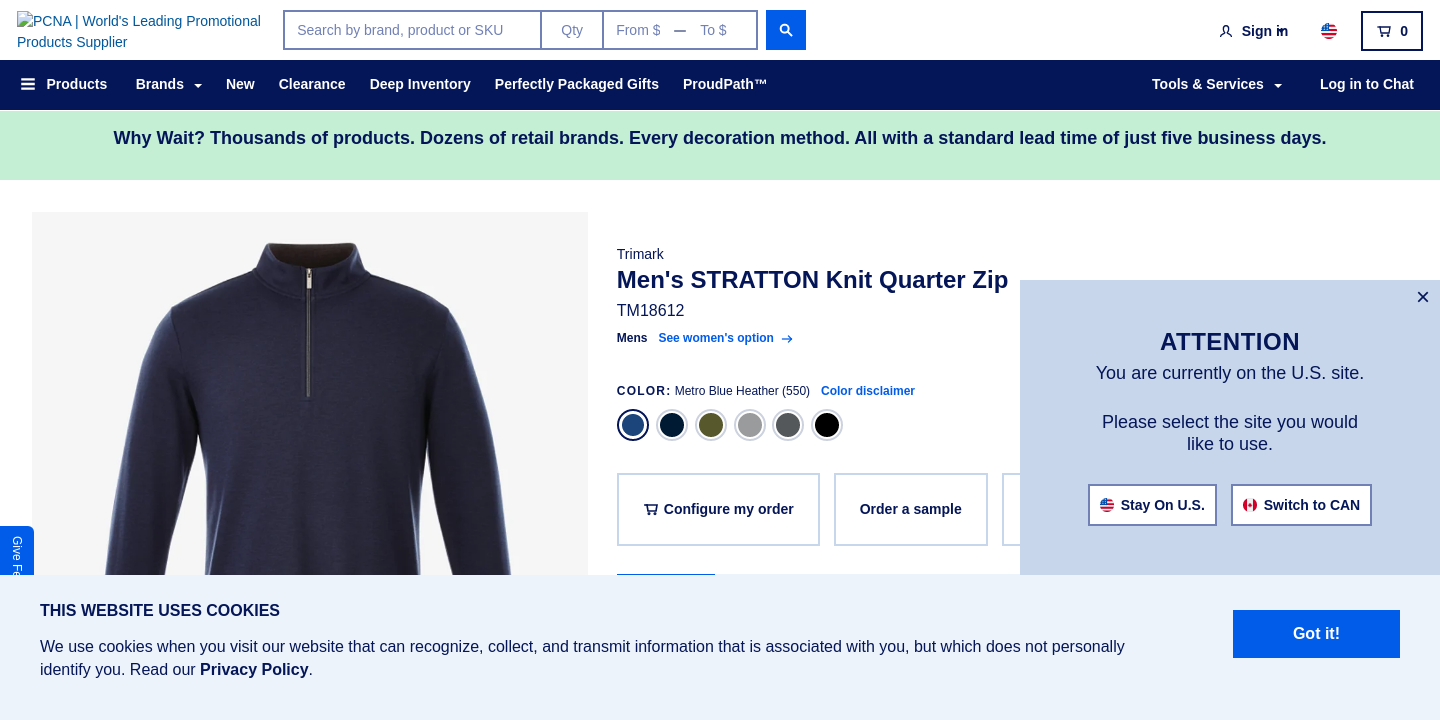 PCNA | World's Leading Promotional
Products Supplier
Search by brand, product or SKU
Qty
From $ — To $
Sign in
0
Products
Brands
New
Clearance
Deep Inventory
Perfectly Packaged Gifts
ProudPath™
Tools & Services
Log in to Chat
Why Wait? Thousands of products. Dozens of retail brands. Every decoration method. All with a standard lead time of just five business days.
Trimark
Men's STRATTON Knit Quarter Zip
TM18612
Mens See women's option →
COLOR: Metro Blue Heather (550) Color disclaimer
Configure my order
Order a sample
×
ATTENTION
You are currently on the U.S. site.
Please select the site you would
like to use.
Stay On U.S.
Switch to CAN
Give
THIS WEBSITE USES COOKIES
We use cookies when you visit our website that can recognize, collect, and transmit information that is associated with you, but which does not personally
identify you. Read our Privacy Policy.
Got it!